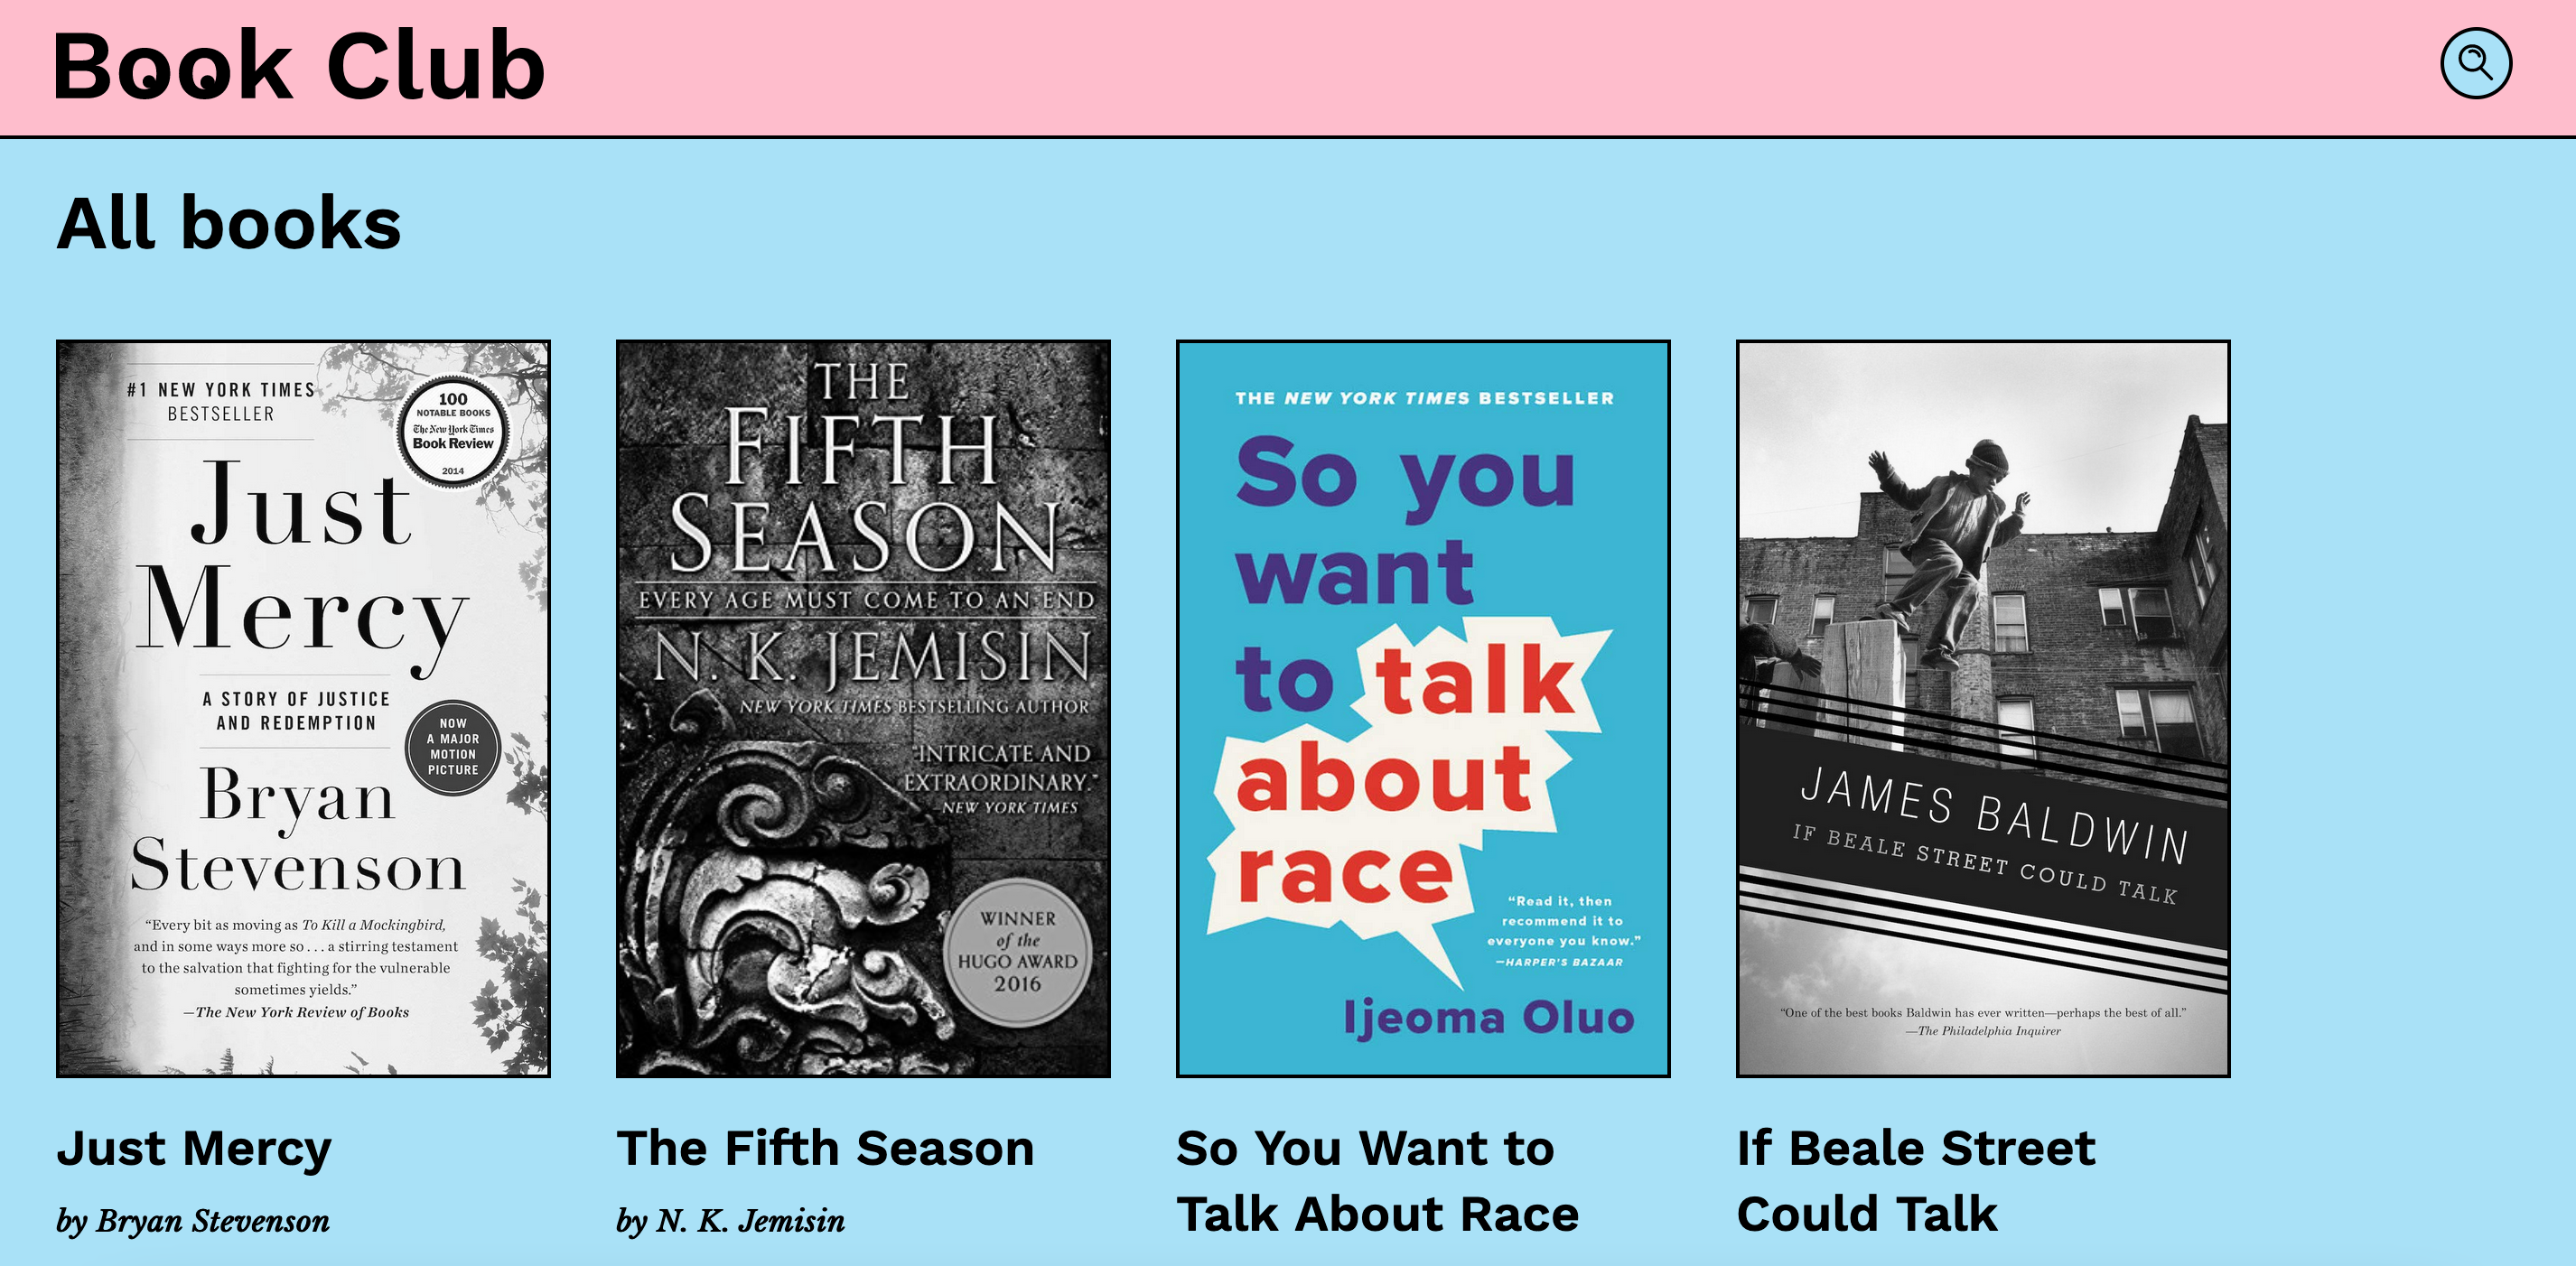 Book Club
All books
#1 NEW YORK TIMES
BESTSELLER
100
NOTABLE BOOKS
The New York Times
Book Review
2014
Just
Mercy
A STORY OF JUSTICE
AND REDEMPTION
NOW
A MAJOR
MOTION
PICTURE
Bryan
Stevenson
“Every bit as moving as To Kill a Mockingbird,
and in some ways more so . . . a stirring testament
to the salvation that fighting for the vulnerable
sometimes yields.”
—The New York Review of Books
THE
FIFTH
SEASON
EVERY AGE MUST COME TO AN END
N. K. JEMISIN
NEW YORK TIMES BESTSELLING AUTHOR
“INTRICATE AND
EXTRAORDINARY.”
–NEW YORK TIMES
WINNER
of the
HUGO AWARD
2016
THE NEW YORK TIMES BESTSELLER
So you
want
to talk
about
race
“Read it, then
recommend it to
everyone you know.”
—HARPER'S BAZAAR
Ijeoma Oluo
JAMES BALDWIN
IF BEALE STREET COULD TALK
“One of the best books Baldwin has ever written—perhaps the best of all.”
—The Philadelphia Inquirer
Just Mercy
by Bryan Stevenson
The Fifth Season
by N. K. Jemisin
So You Want to
Talk About Race
If Beale Street
Could Talk